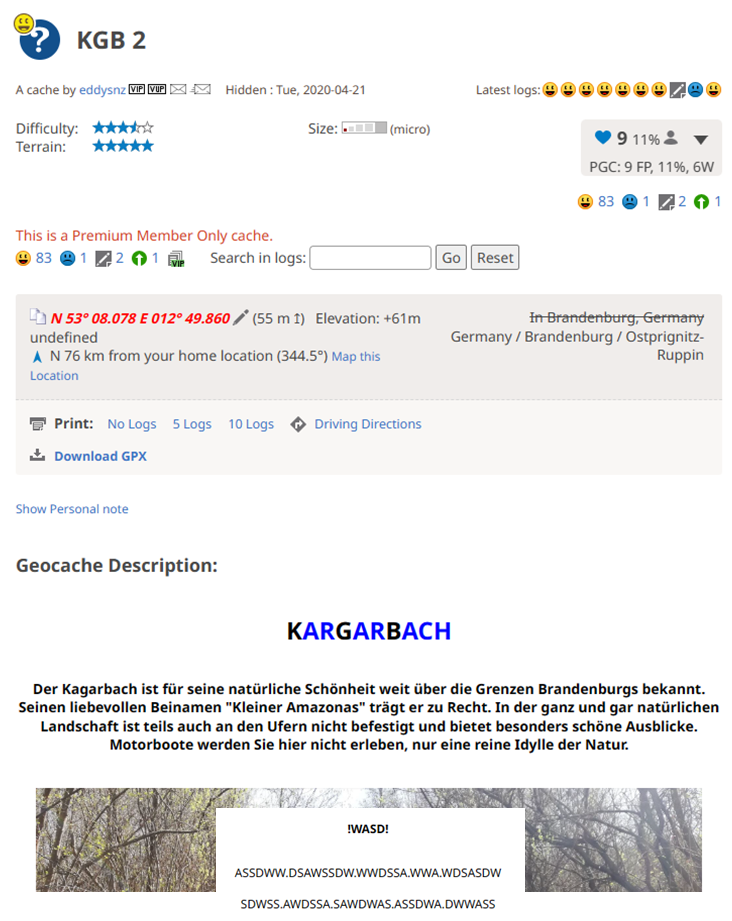 KGB 2
A cache by eddysnz VIP VUP Hidden : Tue, 2020-04-21 Latest logs:
Difficulty: Size: (micro) 9 11%
Terrain:
PGC: 9 FP, 11%, 6W
83 1 2 1
This is a Premium Member Only cache.
83 1 2 1 VIP Search in logs: Go Reset
N 53° 08.078 E 012° 49.860 (55 m ↥) Elevation: +61m In Brandenburg, Germany
undefined Germany / Brandenburg / Ostprignitz-
N 76 km from your home location (344.5°) Map this Ruppin
Location
Print: No Logs 5 Logs 10 Logs Driving Directions
Download GPX
Show Personal note
Geocache Description:
KARGARBACH
Der Kagarbach ist für seine natürliche Schönheit weit über die Grenzen Brandenburgs bekannt.
Seinen liebevollen Beinamen "Kleiner Amazonas" trägt er zu Recht. In der ganz und gar natürlichen
Landschaft ist teils auch an den Ufern nicht befestigt und bietet besonders schöne Ausblicke.
Motorboote werden Sie hier nicht erleben, nur eine reine Idylle der Natur.
!WASD!
ASSDWW.DSAWSSDW.WWDSSA.WWA.WDSASDW
SDWSS.AWDSSA.SAWDWAS.ASSDWA.DWWASS